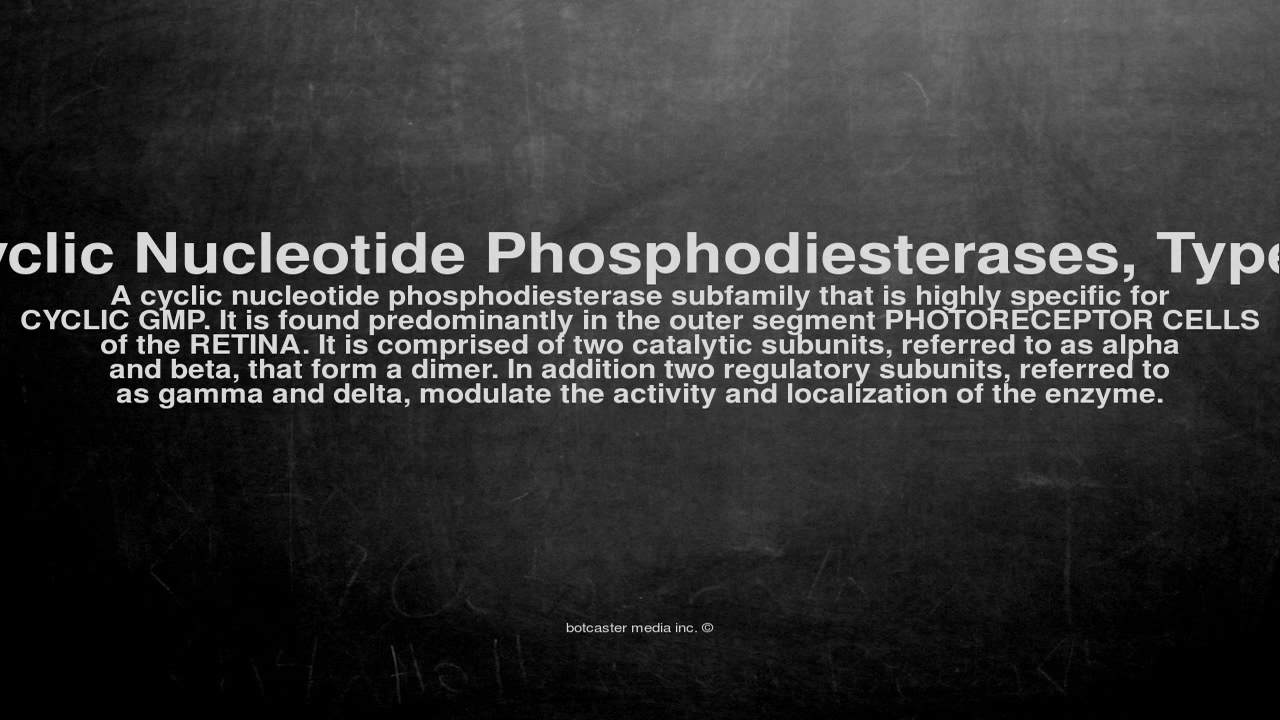 yclic Nucleotide Phosphodiesterases, Type
A cyclic nucleotide phosphodiesterase subfamily that is highly specific for
CYCLIC GMP. It is found predominantly in the outer segment PHOTORECEPTOR CELLS
of the RETINA. It is comprised of two catalytic subunits, referred to as alpha
and beta, that form a dimer. In addition two regulatory subunits, referred to
as gamma and delta, modulate the activity and localization of the enzyme.
botcaster media inc. ©